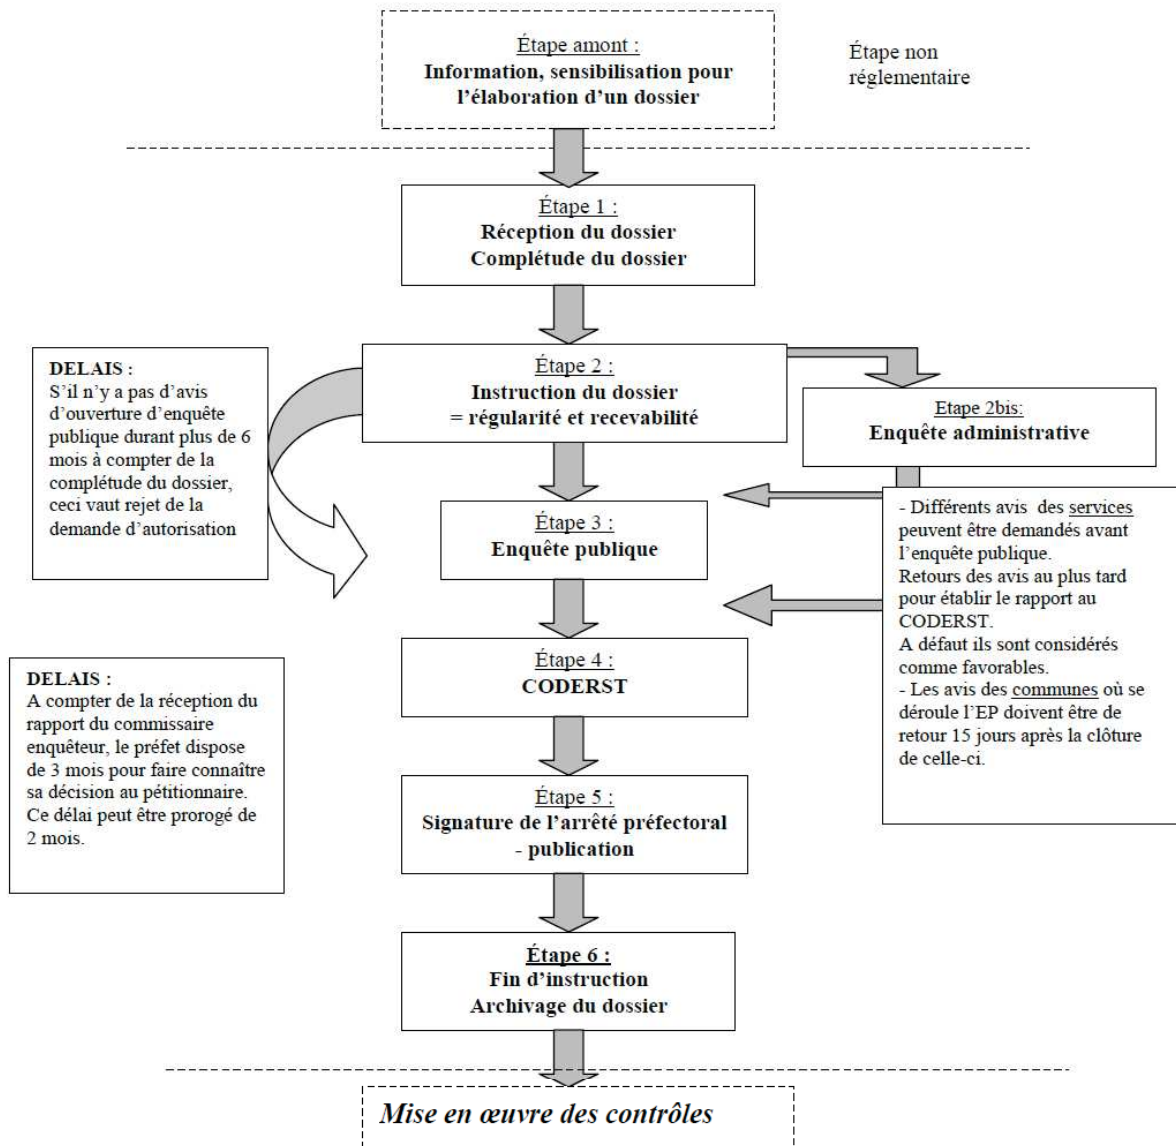 Étape amont :
Information, sensibilisation pour
l’élaboration d’un dossier
Étape non
réglementaire
Étape 1 :
Réception du dossier
Complétude du dossier
DELAIS :
S’il n’y a pas d’avis
d’ouverture d’enquête
publique durant plus de 6
mois à compter de la
complétude du dossier,
ceci vaut rejet de la
demande d’autorisation
Étape 2 :
Instruction du dossier
= régularité et recevabilité
Etape 2bis:
Enquête administrative
Étape 3 :
Enquête publique
- Différents avis des services
peuvent être demandés avant
l’enquête publique.
Retours des avis au plus tard
pour établir le rapport au
CODERST.
A défaut ils sont considérés
comme favorables.
- Les avis des communes où se
déroule l’EP doivent être de
retour 15 jours après la clôture
de celle-ci.
Étape 4 :
CODERST
DELAIS :
A compter de la réception du
rapport du commissaire
enquêteur, le préfet dispose
de 3 mois pour faire connaître
sa décision au pétitionnaire.
Ce délai peut être prorogé de
2 mois.
Étape 5 :
Signature de l’arrêté préfectoral
- publication
Étape 6 :
Fin d’instruction
Archivage du dossier
Mise en œuvre des contrôles